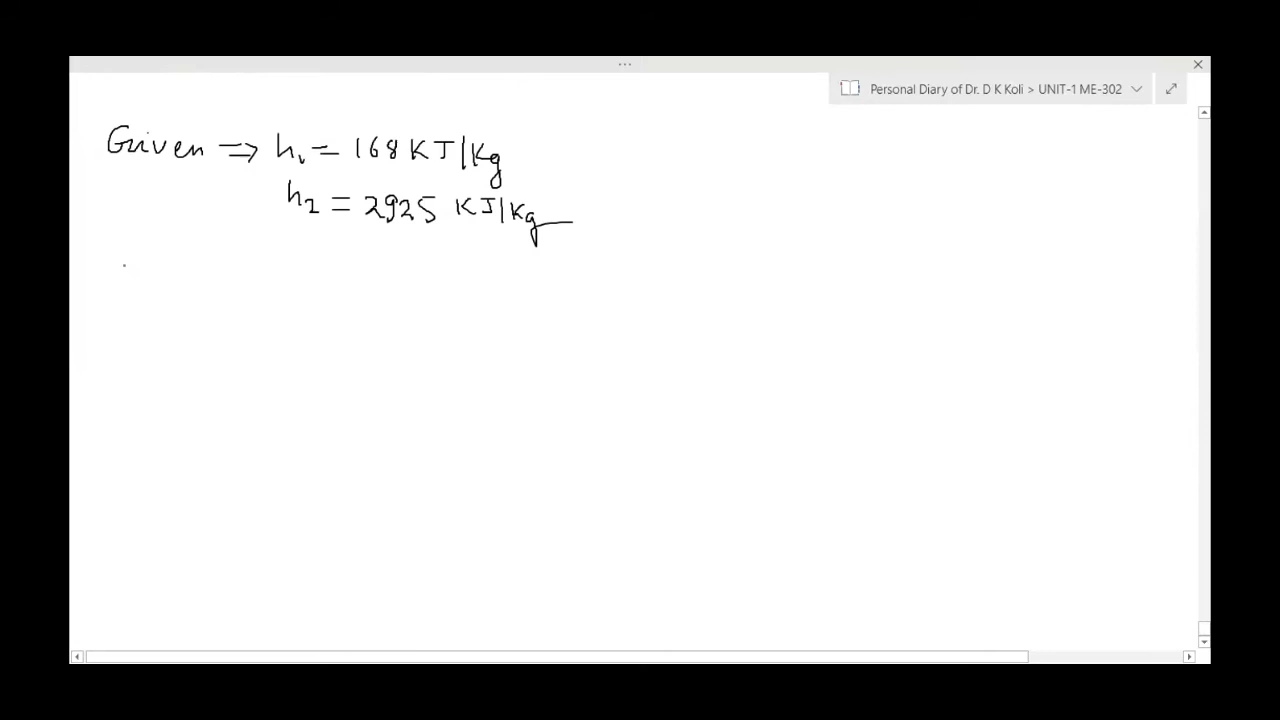 Personal Diary of Dr. D K Koli > UNIT-1 ME-302
Given ⇒ h₁ = 168 KJ/Kg
h₂ = 2925 KJ/Kg